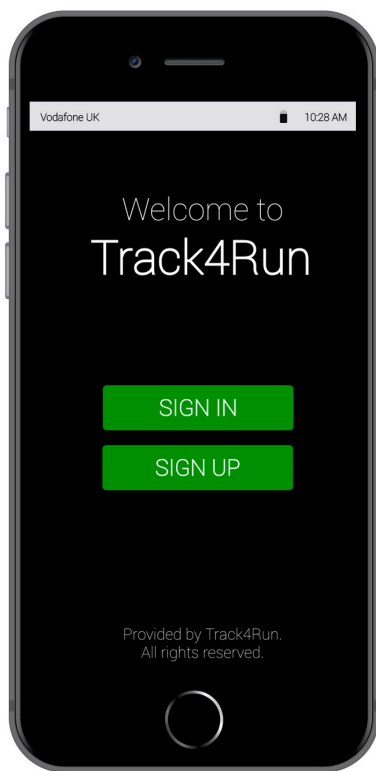 Vodafone UK 10:28 AM
Welcome to
Track4Run
SIGN IN
SIGN UP
Provided by Track4Run.
All rights reserved.